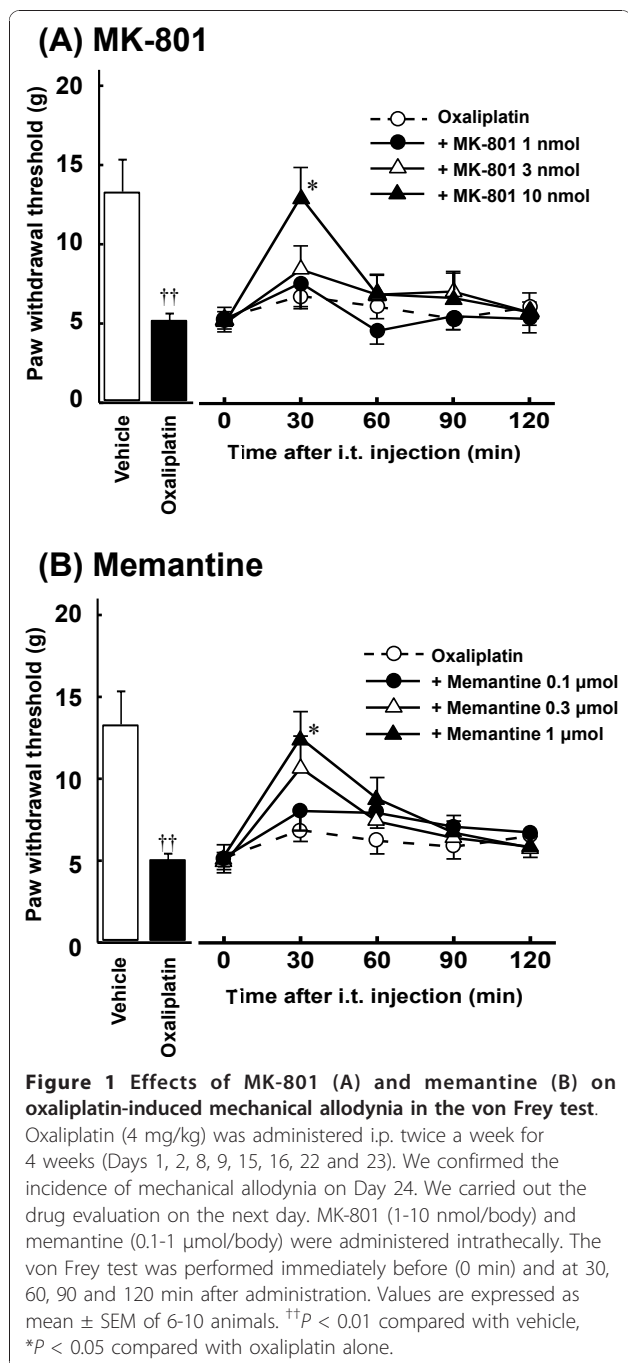 (A) MK-801
Paw withdrawal threshold (g)
20
15
10
5
0
††
Vehicle
Oxaliplatin
Oxaliplatin
+ MK-801 1 nmol
+ MK-801 3 nmol
+ MK-801 10 nmol
*
0 30 60 90 120
Time after i.t. injection (min)
(B) Memantine
Paw withdrawal threshold (g)
20
15
10
5
0
††
Vehicle
Oxaliplatin
Oxaliplatin
+ Memantine 0.1 µmol
+ Memantine 0.3 µmol
+ Memantine 1 µmol
*
0 30 60 90 120
Time after i.t. injection (min)
Figure 1 Effects of MK-801 (A) and memantine (B) on
oxaliplatin-induced mechanical allodynia in the von Frey test.
Oxaliplatin (4 mg/kg) was administered i.p. twice a week for
4 weeks (Days 1, 2, 8, 9, 15, 16, 22 and 23). We confirmed the
incidence of mechanical allodynia on Day 24. We carried out the
drug evaluation on the next day. MK-801 (1-10 nmol/body) and
memantine (0.1-1 µmol/body) were administered intrathecally. The
von Frey test was performed immediately before (0 min) and at 30,
60, 90 and 120 min after administration. Values are expressed as
mean ± SEM of 6-10 animals. ††P < 0.01 compared with vehicle,
*P < 0.05 compared with oxaliplatin alone.